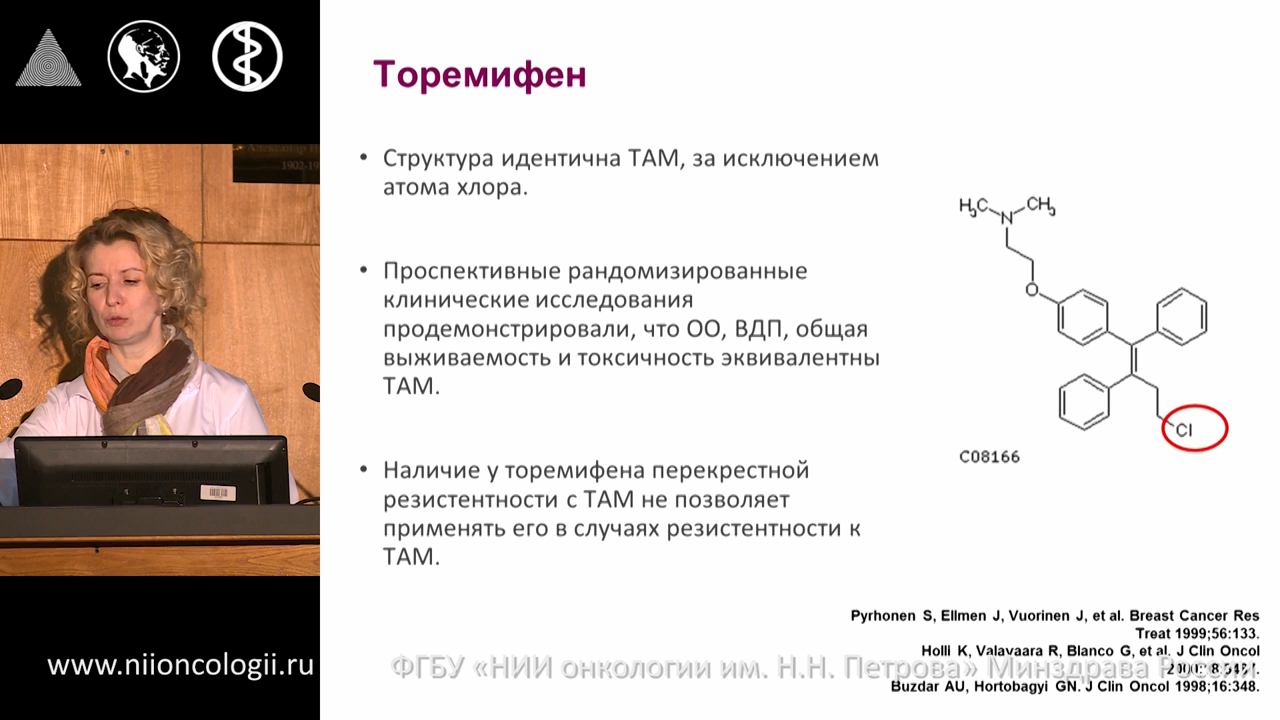 Торемифен
• Структура идентична ТАМ, за исключением
атома хлора.
• Проспективные рандомизированные
клинические исследования
продемонстрировали, что ОО, ВДП, общая
выживаемость и токсичность эквивалентны
ТАМ.
• Наличие у торемифена перекрестной
резистентности с ТАМ не позволяет
применять его в случаях резистентности к
ТАМ.
H₃C
CH₃
N
O
Cl
C08166
Pyrhonen S, Ellmen J, Vuorinen J, et al. Breast Cancer Res
Treat 1999;56:133.
Holli K, Valavaara R, Blanco G, et al. J Clin Oncol
Buzdar AU, Hortobagyi GN. J Clin Oncol 1998;16:348.
www.niioncologii.ru
ФГБУ «НИИ онкологии им. Н.Н. Петрова» Минздрава России